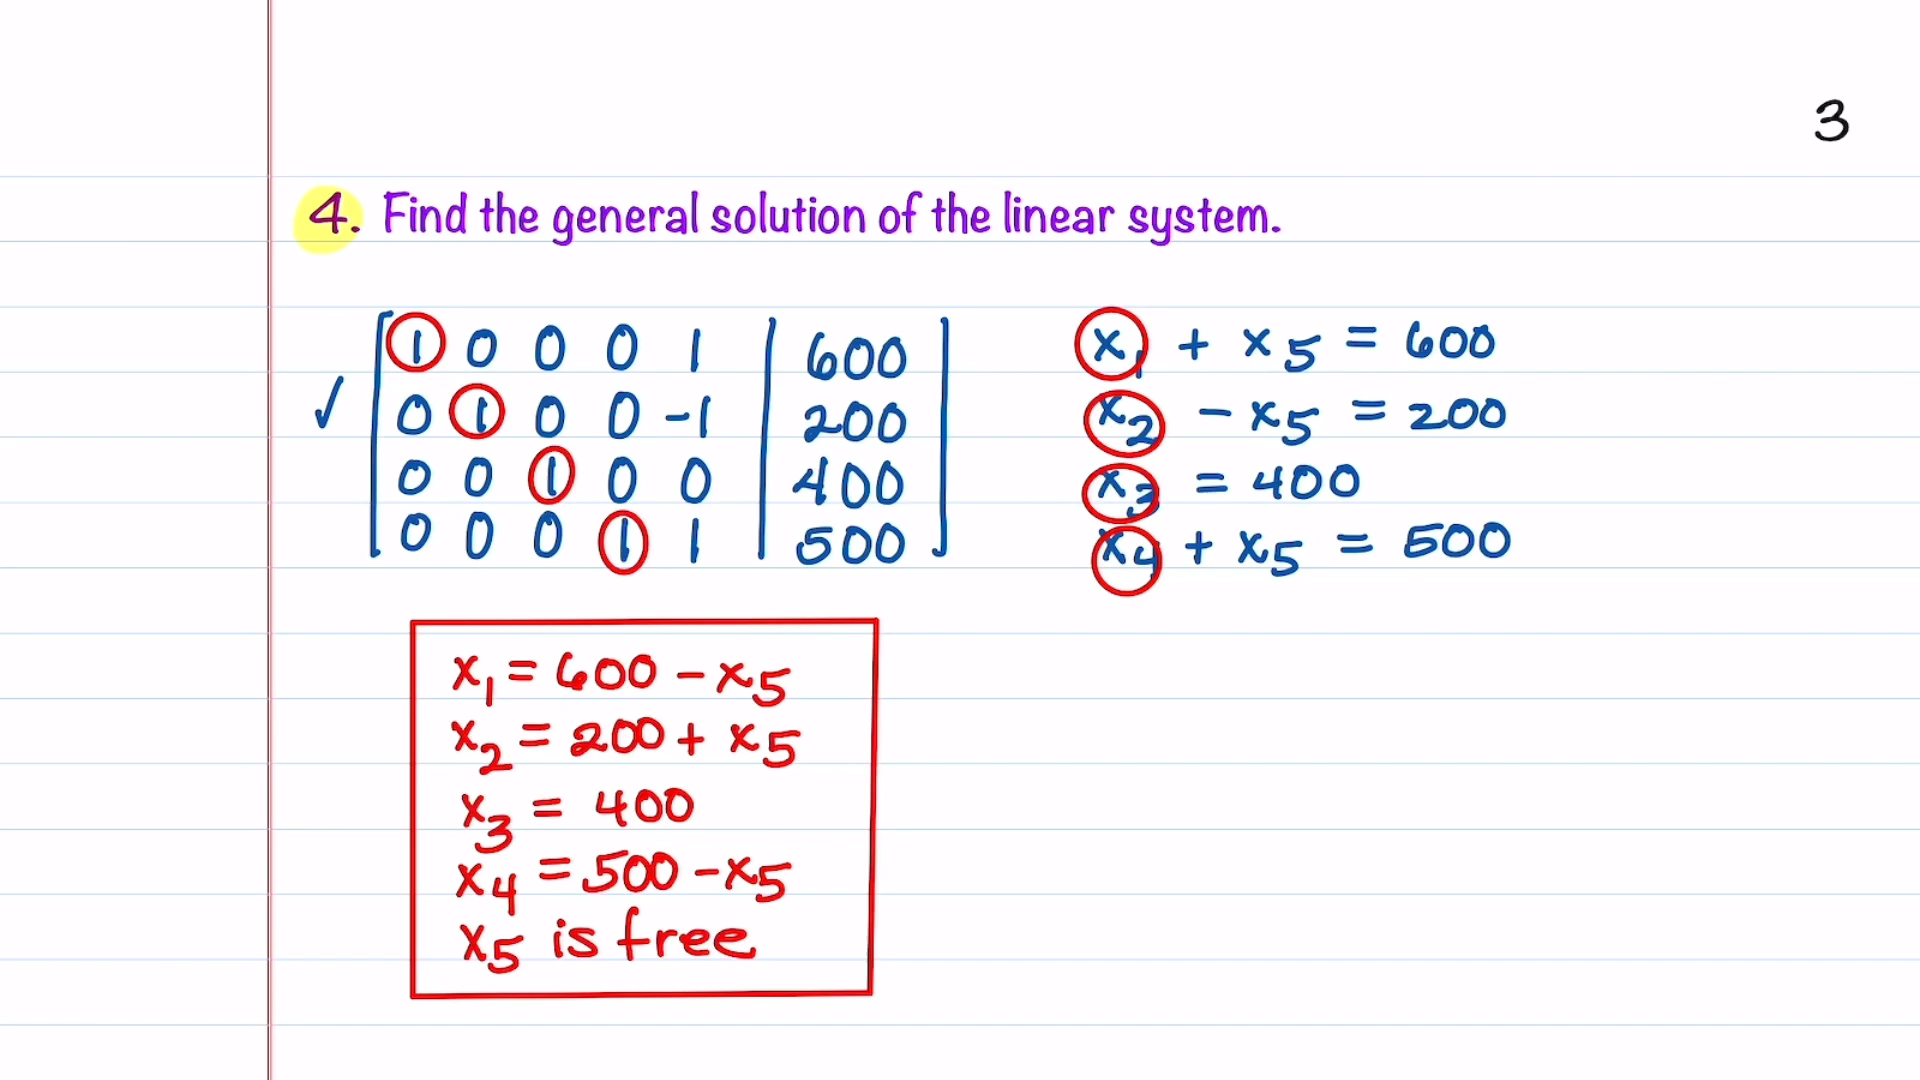 3
4. Find the general solution of the linear system.
1 0 0 0 1 | 600
✓ 0 1 0 0 -1 | 200
0 0 1 0 0 | 400
0 0 0 1 1 | 500
x₁ + x₅ = 600
x₂ - x₅ = 200
x₃ = 400
x₄ + x₅ = 500
x₁ = 600 - x₅
x₂ = 200 + x₅
x₃ = 400
x₄ = 500 - x₅
x₅ is free